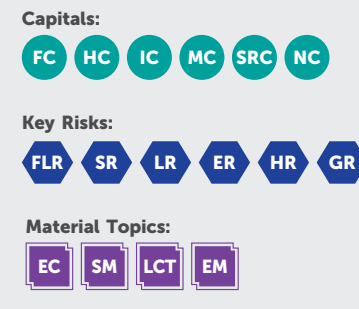 Capitals:
FC HC IC MC SRC NC
Key Risks:
FLR SR LR ER HR GR
Material Topics:
EC SM LCT EM